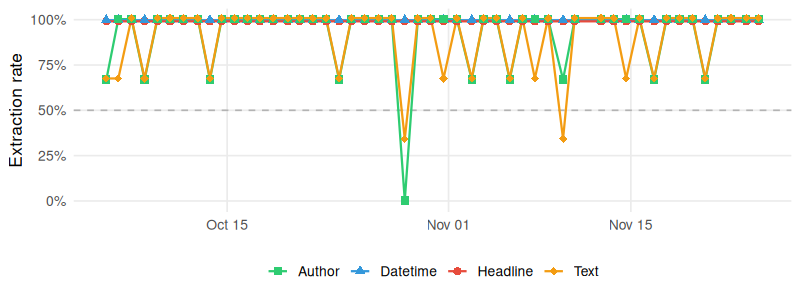 Extraction rate
100%
75%
50%
25%
0%
Oct 15
Nov 01
Nov 15
Author
Datetime
Headline
Text